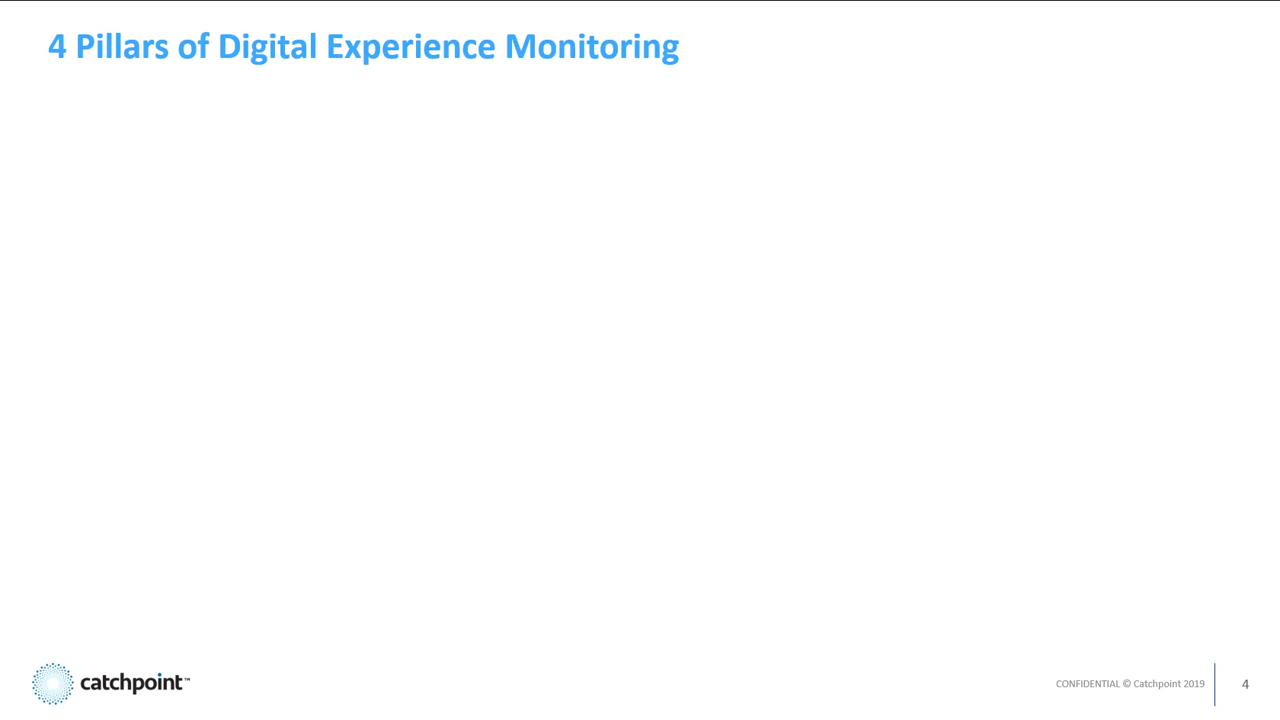 4 Pillars of Digital Experience Monitoring
catchpoint™
CONFIDENTIAL © Catchpoint 2019
4